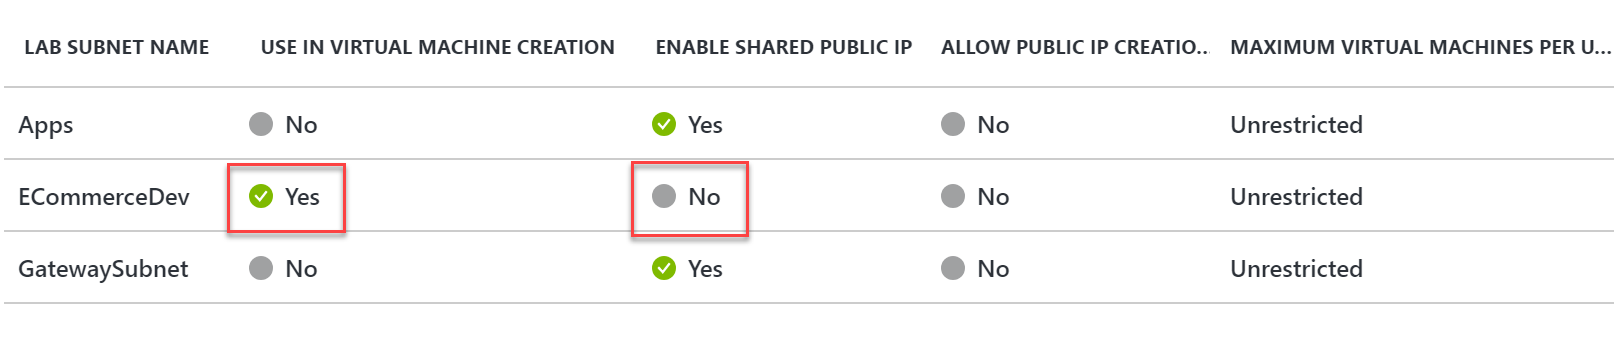 LAB SUBNET NAME USE IN VIRTUAL MACHINE CREATION ENABLE SHARED PUBLIC IP ALLOW PUBLIC IP CREATIO... MAXIMUM VIRTUAL MACHINES PER U...
Apps No Yes No Unrestricted
ECommerceDev Yes No No Unrestricted
GatewaySubnet No Yes No Unrestricted